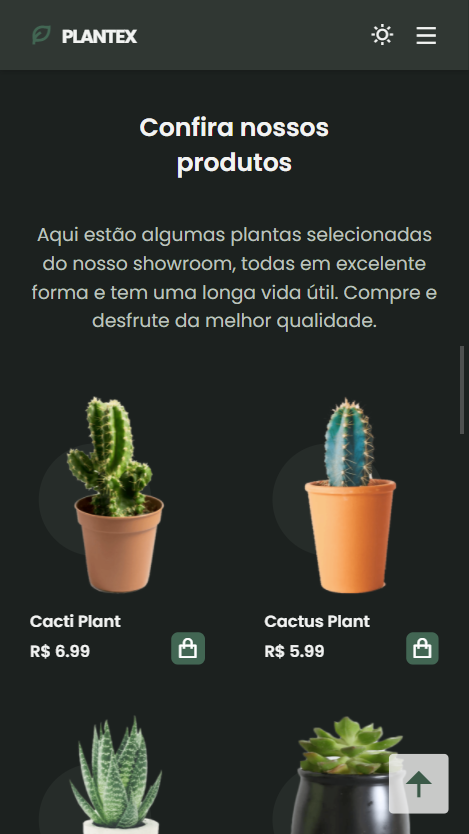 PLANTEX
Confira nossos
produtos
Aqui estão algumas plantas selecionadas
do nosso showroom, todas em excelente
forma e tem uma longa vida útil. Compre e
desfrute da melhor qualidade.
Cacti Plant
R$ 6.99
Cactus Plant
R$ 5.99